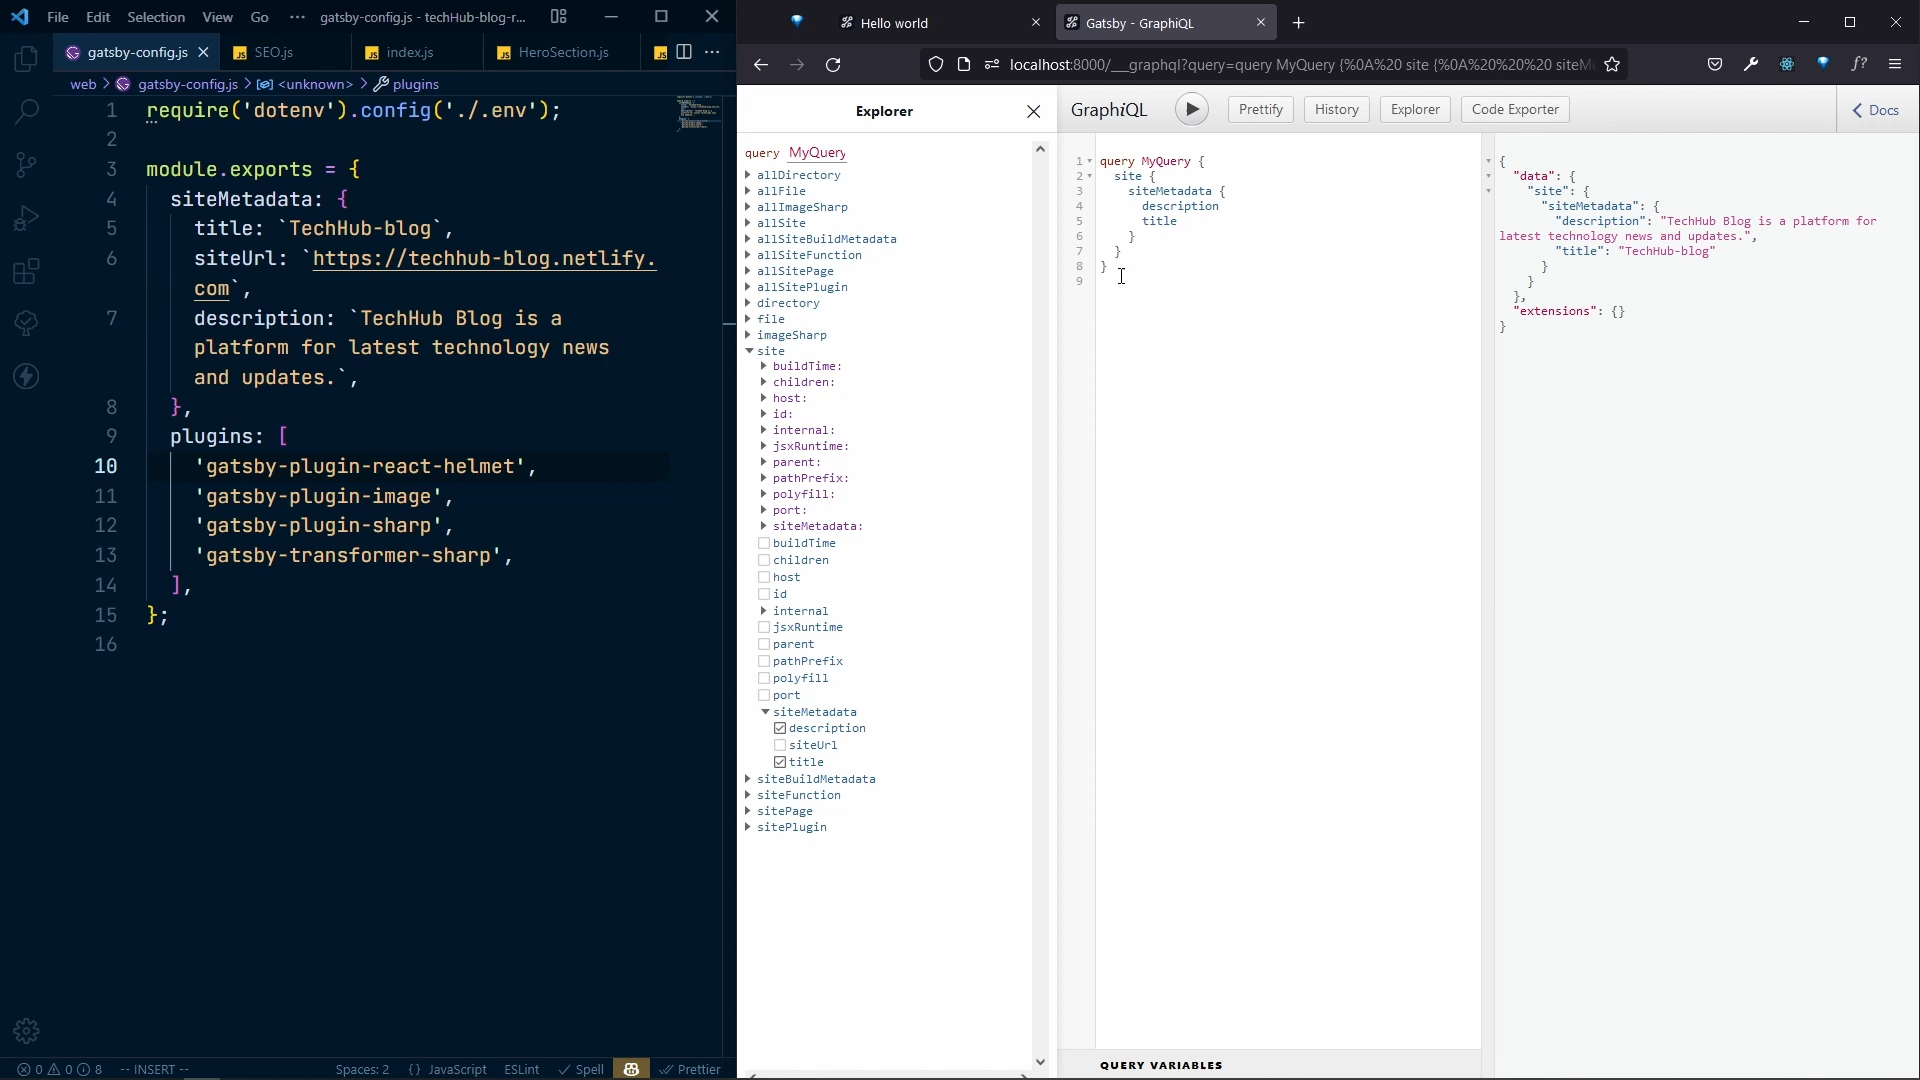 File Edit Selection View Go ··· gatsby-config.js - techHub-blog-r...
gatsby-config.js SEO.js index.js HeroSection.js
web > gatsby-config.js > <unknown> > plugins
1 require('dotenv').config('./.env');
2
3 module.exports = {
4 siteMetadata: {
5 title: `TechHub-blog`,
6 siteUrl: `https://techhub-blog.netlify.
com`,
7 description: `TechHub Blog is a
platform for latest technology news
and updates.`,
8 },
9 plugins: [
10 'gatsby-plugin-react-helmet',
11 'gatsby-plugin-image',
12 'gatsby-plugin-sharp',
13 'gatsby-transformer-sharp',
14 ],
15 };
16
0 0 8 -- INSERT -- Spaces: 2 {} JavaScript ESLint Spell Prettier
Hello world Gatsby - GraphiQL
localhost:8000/___graphql?query=query MyQuery {%0A%20 site {%0A%20%20%20 siteM
Explorer
query MyQuery
allDirectory
allFile
allImageSharp
allSite
allSiteBuildMetadata
allSiteFunction
allSitePage
allSitePlugin
directory
file
imageSharp
site
buildTime:
children:
host:
id:
internal:
jsxRuntime:
parent:
pathPrefix:
polyfill:
port:
siteMetadata:
buildTime
children
host
id
internal
jsxRuntime
parent
pathPrefix
polyfill
port
siteMetadata
description
siteUrl
title
siteBuildMetadata
siteFunction
sitePage
sitePlugin
GraphiQL Prettify History Explorer Code Exporter Docs
1 query MyQuery {
2 site {
3 siteMetadata {
4 description
5 title
6 }
7 }
8 }
9
QUERY VARIABLES
{
"data": {
"site": {
"siteMetadata": {
"description": "TechHub Blog is a platform for
latest technology news and updates.",
"title": "TechHub-blog"
}
}
},
"extensions": {}
}